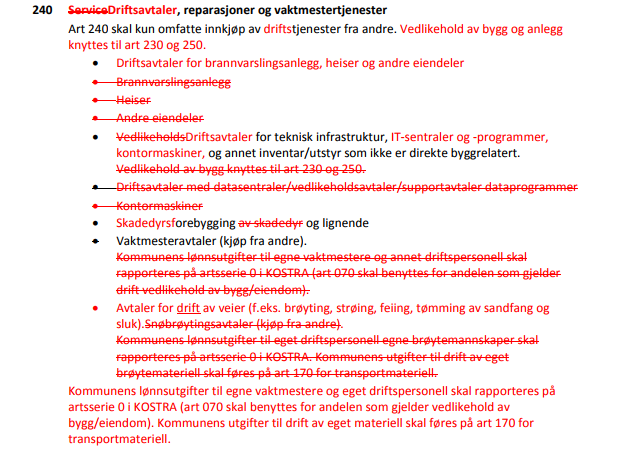 240 ServiceDriftsavtaler, reparasjoner og vaktmestertjenester
Art 240 skal kun omfatte innkjøp av driftstjenester fra andre. Vedlikehold av bygg og anlegg
knyttes til art 230 og 250.
• Driftsavtaler for brannvarslingsanlegg, heiser og andre eiendeler
• Brannvarslingsanlegg
• Heiser
• Andre eiendeler
• VedlikeholdsDriftsavtaler for teknisk infrastruktur, IT-sentraler og -programmer,
kontormaskiner, og annet inventar/utstyr som ikke er direkte byggrelatert.
Vedlikehold av bygg knyttes til art 230 og 250.
• Driftsavtaler med datasentraler/vedlikeholdsavtaler/supportavtaler dataprogrammer
• Kontormaskiner
• Skadedyrsforebygging av skadedyr og lignende
• Vaktmesteravtaler (kjøp fra andre).
Kommunens lønnsutgifter til egne vaktmestere og annet driftspersonell skal
rapporteres på artsserie 0 i KOSTRA (art 070 skal benyttes for andelen som gjelder
drift vedlikehold av bygg/eiendom).
• Avtaler for drift av veier (f.eks. brøyting, strøing, feiing, tømming av sandfang og
sluk).Snøbrøytingsavtaler (kjøp fra andre).
Kommunens lønnsutgifter til eget driftspersonell egne brøytemannskaper skal
rapporteres på artsserie 0 i KOSTRA. Kommunens utgifter til drift av eget
brøytemateriell skal føres på art 170 for transportmateriell.
Kommunens lønnsutgifter til egne vaktmestere og eget driftspersonell skal rapporteres på
artsserie 0 i KOSTRA (art 070 skal benyttes for andelen som gjelder vedlikehold av
bygg/eiendom). Kommunens utgifter til drift av eget materiell skal føres på art 170 for
transportmateriell.